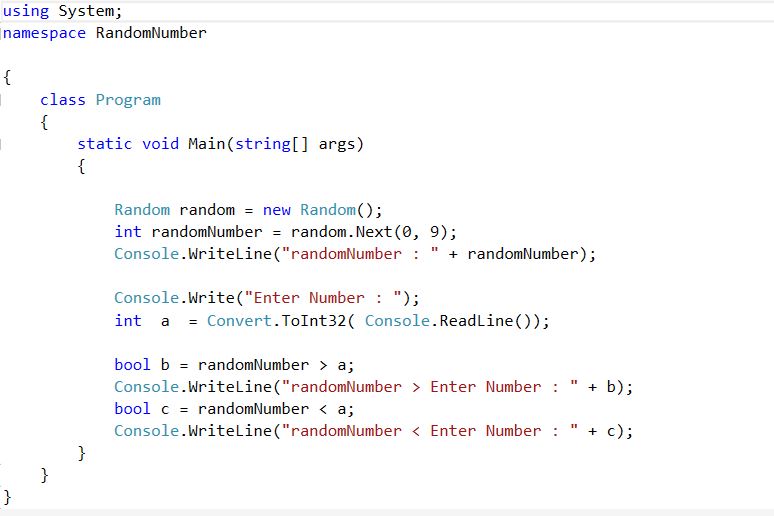 using System;
namespace RandomNumber
{
    class Program
    {
        static void Main(string[] args)
        {
            Random random = new Random();
            int randomNumber = random.Next(0, 9);
            Console.WriteLine("randomNumber : " + randomNumber);
            Console.Write("Enter Number : ");
            int  a  = Convert.ToInt32( Console.ReadLine());
            bool b = randomNumber > a;
            Console.WriteLine("randomNumber > Enter Number : " + b);
            bool c = randomNumber < a;
            Console.WriteLine("randomNumber < Enter Number : " + c);
        }
    }
}